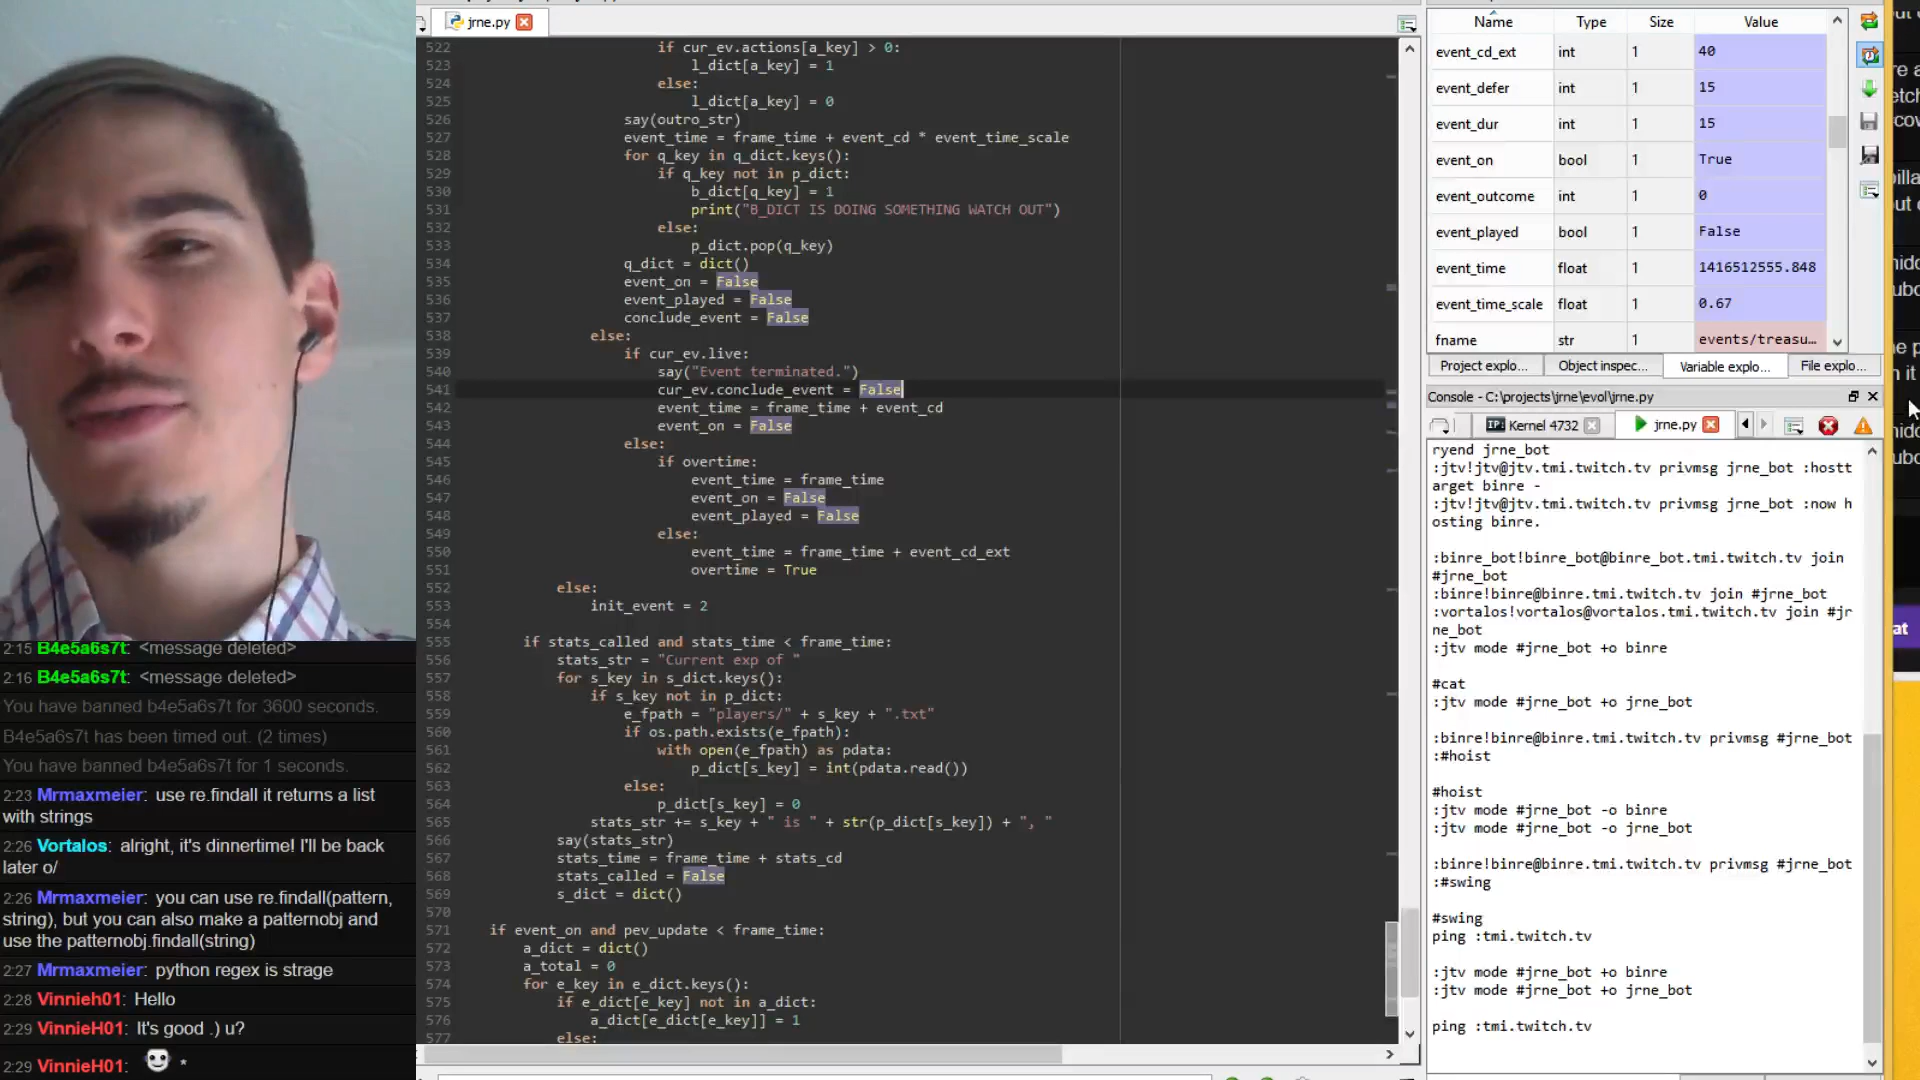 jrne.py
522 if cur_ev.actions[a_key] > 0:
523 l_dict[a_key] = 1
524 else:
525 l_dict[a_key] = 0
526 say(outro_str)
527 event_time = frame_time + event_cd * event_time_scale
528 for q_key in q_dict.keys():
529 if q_key not in p_dict:
530 b_dict[q_key] = 1
531 print("B_DICT IS DOING SOMETHING WATCH OUT")
532 else:
533 p_dict.pop(q_key)
534 q_dict = dict()
535 event_on = False
536 event_played = False
537 conclude_event = False
538 else:
539 if cur_ev.live:
540 say("Event terminated.")
541 cur_ev.conclude_event = False
542 event_time = frame_time + event_cd
543 event_on = False
544 else:
545 if overtime:
546 event_time = frame_time
547 event_on = False
548 event_played = False
549 else:
550 event_time = frame_time + event_cd_ext
551 overtime = True
552 else:
553 init_event = 2
554
555 if stats_called and stats_time < frame_time:
556 stats_str = "Current exp of "
557 for s_key in s_dict.keys():
558 if s_key not in p_dict:
559 e_fpath = "players/" + s_key + ".txt"
560 if os.path.exists(e_fpath):
561 with open(e_fpath) as pdata:
562 p_dict[s_key] = int(pdata.read())
563 else:
564 p_dict[s_key] = 0
565 stats_str += s_key + " is " + str(p_dict[s_key]) + ", "
566 say(stats_str)
567 stats_time = frame_time + stats_cd
568 stats_called = False
569 s_dict = dict()
570
571 if event_on and pev_update < frame_time:
572 a_dict = dict()
573 a_total = 0
574 for e_key in e_dict.keys():
575 if e_dict[e_key] not in a_dict:
576 a_dict[e_dict[e_key]] = 1
577 else:
Name Type Size Value
event_cd_ext int 1 40
event_defer int 1 15
event_dur int 1 15
event_on bool 1 True
event_outcome int 1 0
event_played bool 1 False
event_time float 1 1416512555.848
event_time_scale float 1 0.67
fname str 1 events/treasu...
Project explo... Object inspec... Variable explo... File explo...
Console - C:\projects\jrne\evol\jrne.py
IP: Kernel 4732 jrne.py
ryend jrne_bot
:jtv!jtv@jtv.tmi.twitch.tv privmsg jrne_bot :hostt
arget binre -
:jtv!jtv@jtv.tmi.twitch.tv privmsg jrne_bot :now h
osting binre.
:binre_bot!binre_bot@binre_bot.tmi.twitch.tv join
#jrne_bot
:binre!binre@binre.tmi.twitch.tv join #jrne_bot
:vortalos!vortalos@vortalos.tmi.twitch.tv join #jr
ne_bot
:jtv mode #jrne_bot +o binre
#cat
:jtv mode #jrne_bot +o jrne_bot
:binre!binre@binre.tmi.twitch.tv privmsg #jrne_bot
:#hoist
#hoist
:jtv mode #jrne_bot -o binre
:jtv mode #jrne_bot -o jrne_bot
:binre!binre@binre.tmi.twitch.tv privmsg #jrne_bot
:#swing
#swing
ping :tmi.twitch.tv
:jtv mode #jrne_bot +o binre
:jtv mode #jrne_bot +o jrne_bot
ping :tmi.twitch.tv
2:15 B4e5a6s7t: <message deleted>
2:16 B4e5a6s7t: <message deleted>
You have banned b4e5a6s7t for 3600 seconds.
B4e5a6s7t has been timed out. (2 times)
You have banned b4e5a6s7t for 1 seconds.
2:23 Mrmaxmeier: use re.findall it returns a list
with strings
2:26 Vortalos: alright, it's dinnertime! I'll be back
later o/
2:26 Mrmaxmeier: you can use re.findall(pattern,
string), but you can also make a patternobj and
use the patternobj.findall(string)
2:27 Mrmaxmeier: python regex is strage
2:28 Vinnieh01: Hello
2:29 VinnieH01: It's good .) u?
2:29 VinnieH01: *